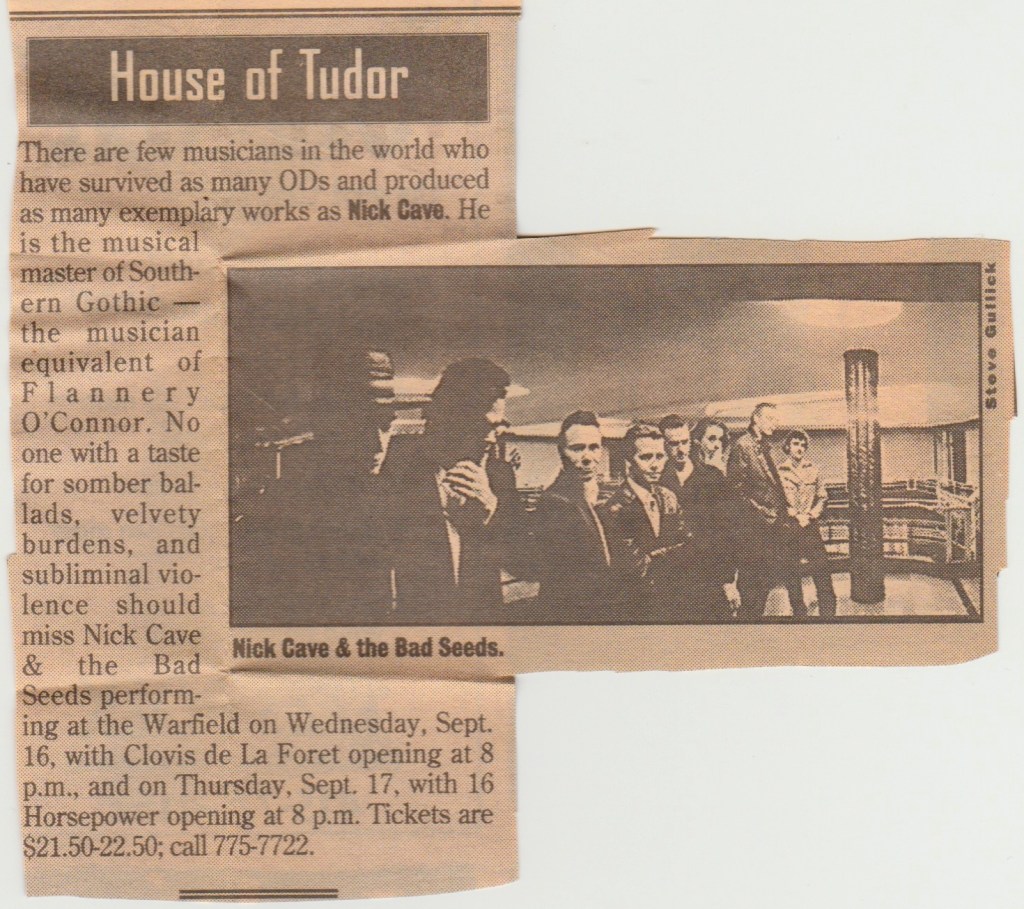 House of Tudor
There are few musicians in the world who
have survived as many ODs and produced
as many exemplary works as Nick Cave. He
is the musical
master of South-
ern Gothic —
the musician
equivalent of
Flannery
O'Connor. No
one with a taste
for somber bal-
lads, velvety
burdens, and
subliminal vio-
lence should
miss Nick Cave
& the Bad
Seeds perform-
ing at the Warfield on Wednesday, Sept.
16, with Clovis de La Foret opening at 8
p.m., and on Thursday, Sept. 17, with 16
Horsepower opening at 8 p.m. Tickets are
$21.50-22.50; call 775-7722.
Steve Gullick
Nick Cave & the Bad Seeds.